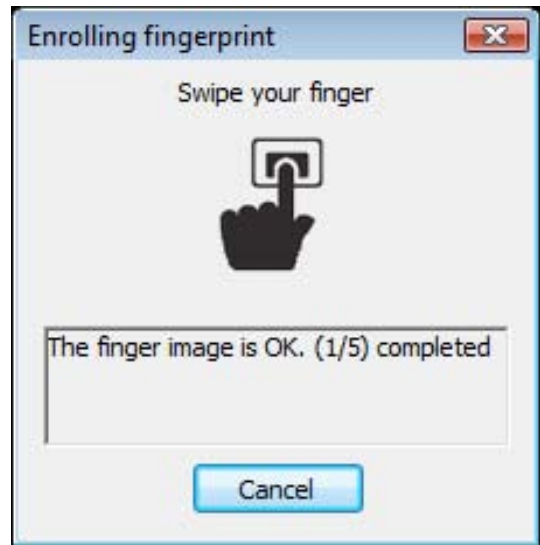 Enrolling fingerprint
Swipe your finger
The finger image is OK. (1/5) completed
Cancel